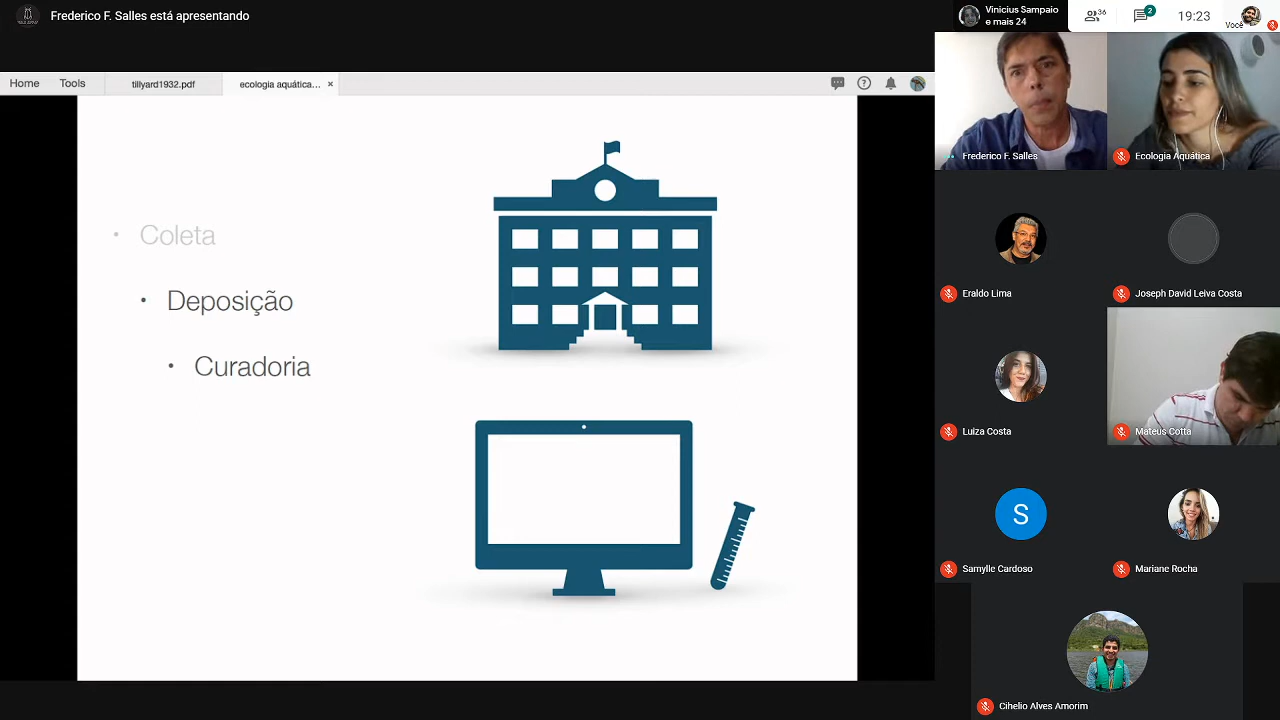 Frederico F. Salles está apresentando
Vinicius Sampaio
e mais 24
36
2
19:23
Você
Home
Tools
tillyard1932.pdf
ecologia aquática...
×
• Coleta
• Deposição
• Curadoria
Frederico F. Salles
Ecologia Aquática
Eraldo Lima
Joseph David Leiva Costa
Luiza Costa
Mateus Cotta
S
Samylle Cardoso
Mariane Rocha
Cihelio Alves Amorim